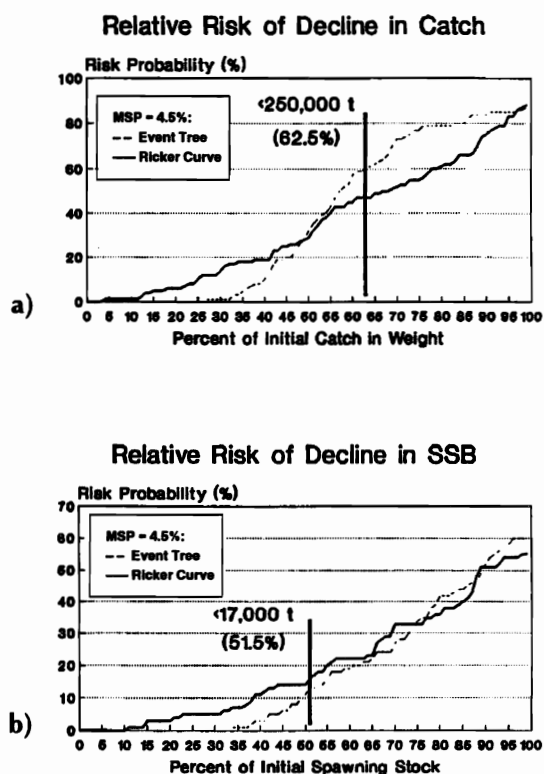 Relative Risk of Decline in Catch
Risk Probability (%)
100
80
60
40
20
0
MSP = 4.5%:
Event Tree
Ricker Curve
<250,000 t
(62.5%)
a)
0 5 10 15 20 25 30 35 40 45 50 55 60 65 70 75 80 85 90 95 100
Percent of Initial Catch in Weight
Relative Risk of Decline in SSB
Risk Probability (%)
70
60
50
40
30
20
10
0
MSP = 4.5%:
Event Tree
Ricker Curve
<17,000 t
(51.5%)
b)
0 5 10 15 20 25 30 35 40 45 50 55 60 65 70 75 80 85 90 95 100
Percent of Initial Spawning Stock